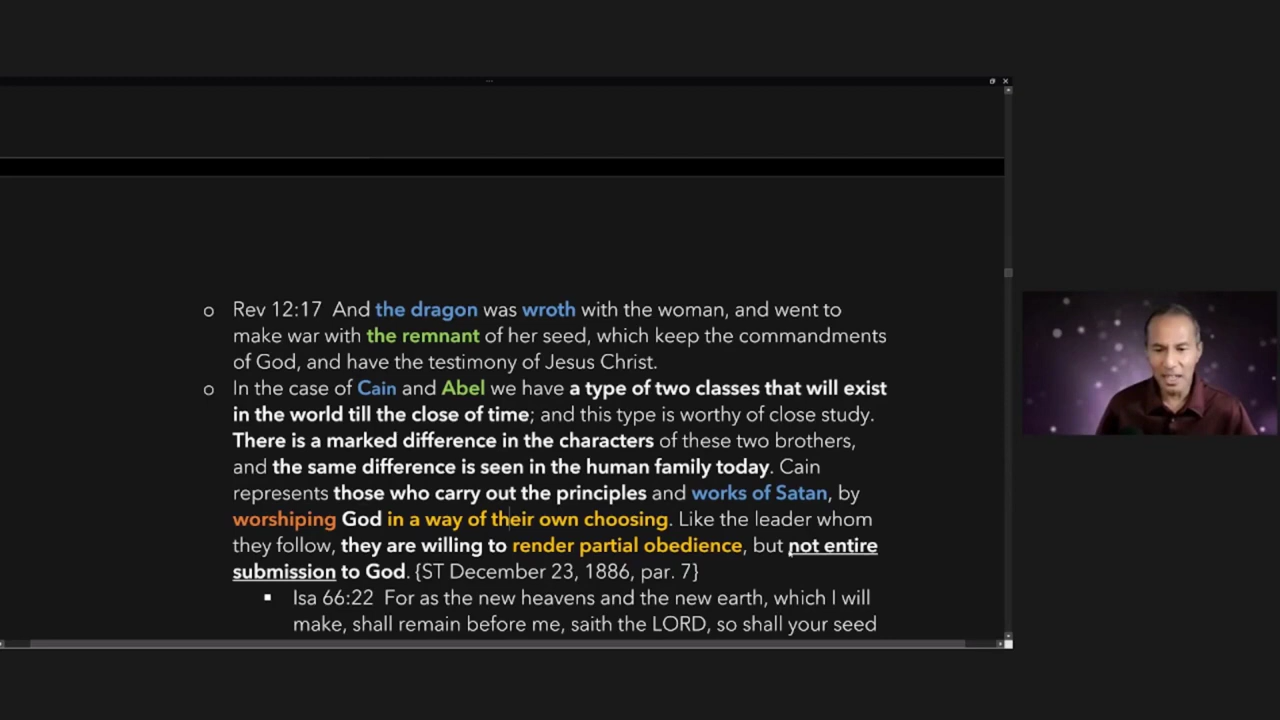 o Rev 12:17 And the dragon was wroth with the woman, and went to
make war with the remnant of her seed, which keep the commandments
of God, and have the testimony of Jesus Christ.
o In the case of Cain and Abel we have a type of two classes that will exist
in the world till the close of time; and this type is worthy of close study.
There is a marked difference in the characters of these two brothers,
and the same difference is seen in the human family today. Cain
represents those who carry out the principles and works of Satan, by
worshiping God in a way of their own choosing. Like the leader whom
they follow, they are willing to render partial obedience, but not entire
submission to God. {ST December 23, 1886, par. 7}
▪ Isa 66:22 For as the new heavens and the new earth, which I will
make, shall remain before me, saith the LORD, so shall your seed